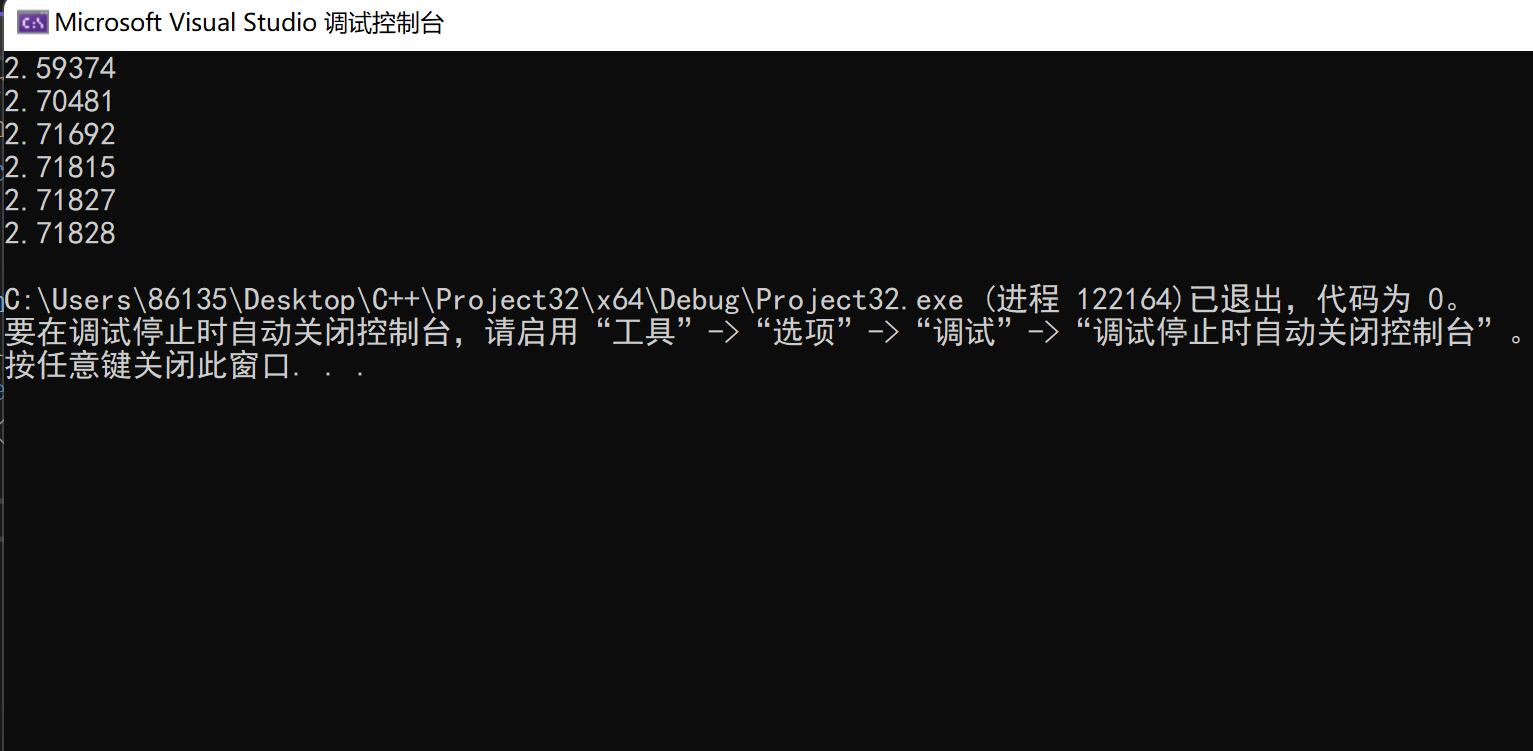 Microsoft Visual Studio 调试控制台
2.59374
2.70481
2.71692
2.71815
2.71827
2.71828
C:\Users\86135\Desktop\C++\Project32\x64\Debug\Project32.exe (进程 122164)已退出，代码为 0。
要在调试停止时自动关闭控制台，请启用“工具”->“选项”->“调试”->“调试停止时自动关闭控制台”。
按任意键关闭此窗口. . .